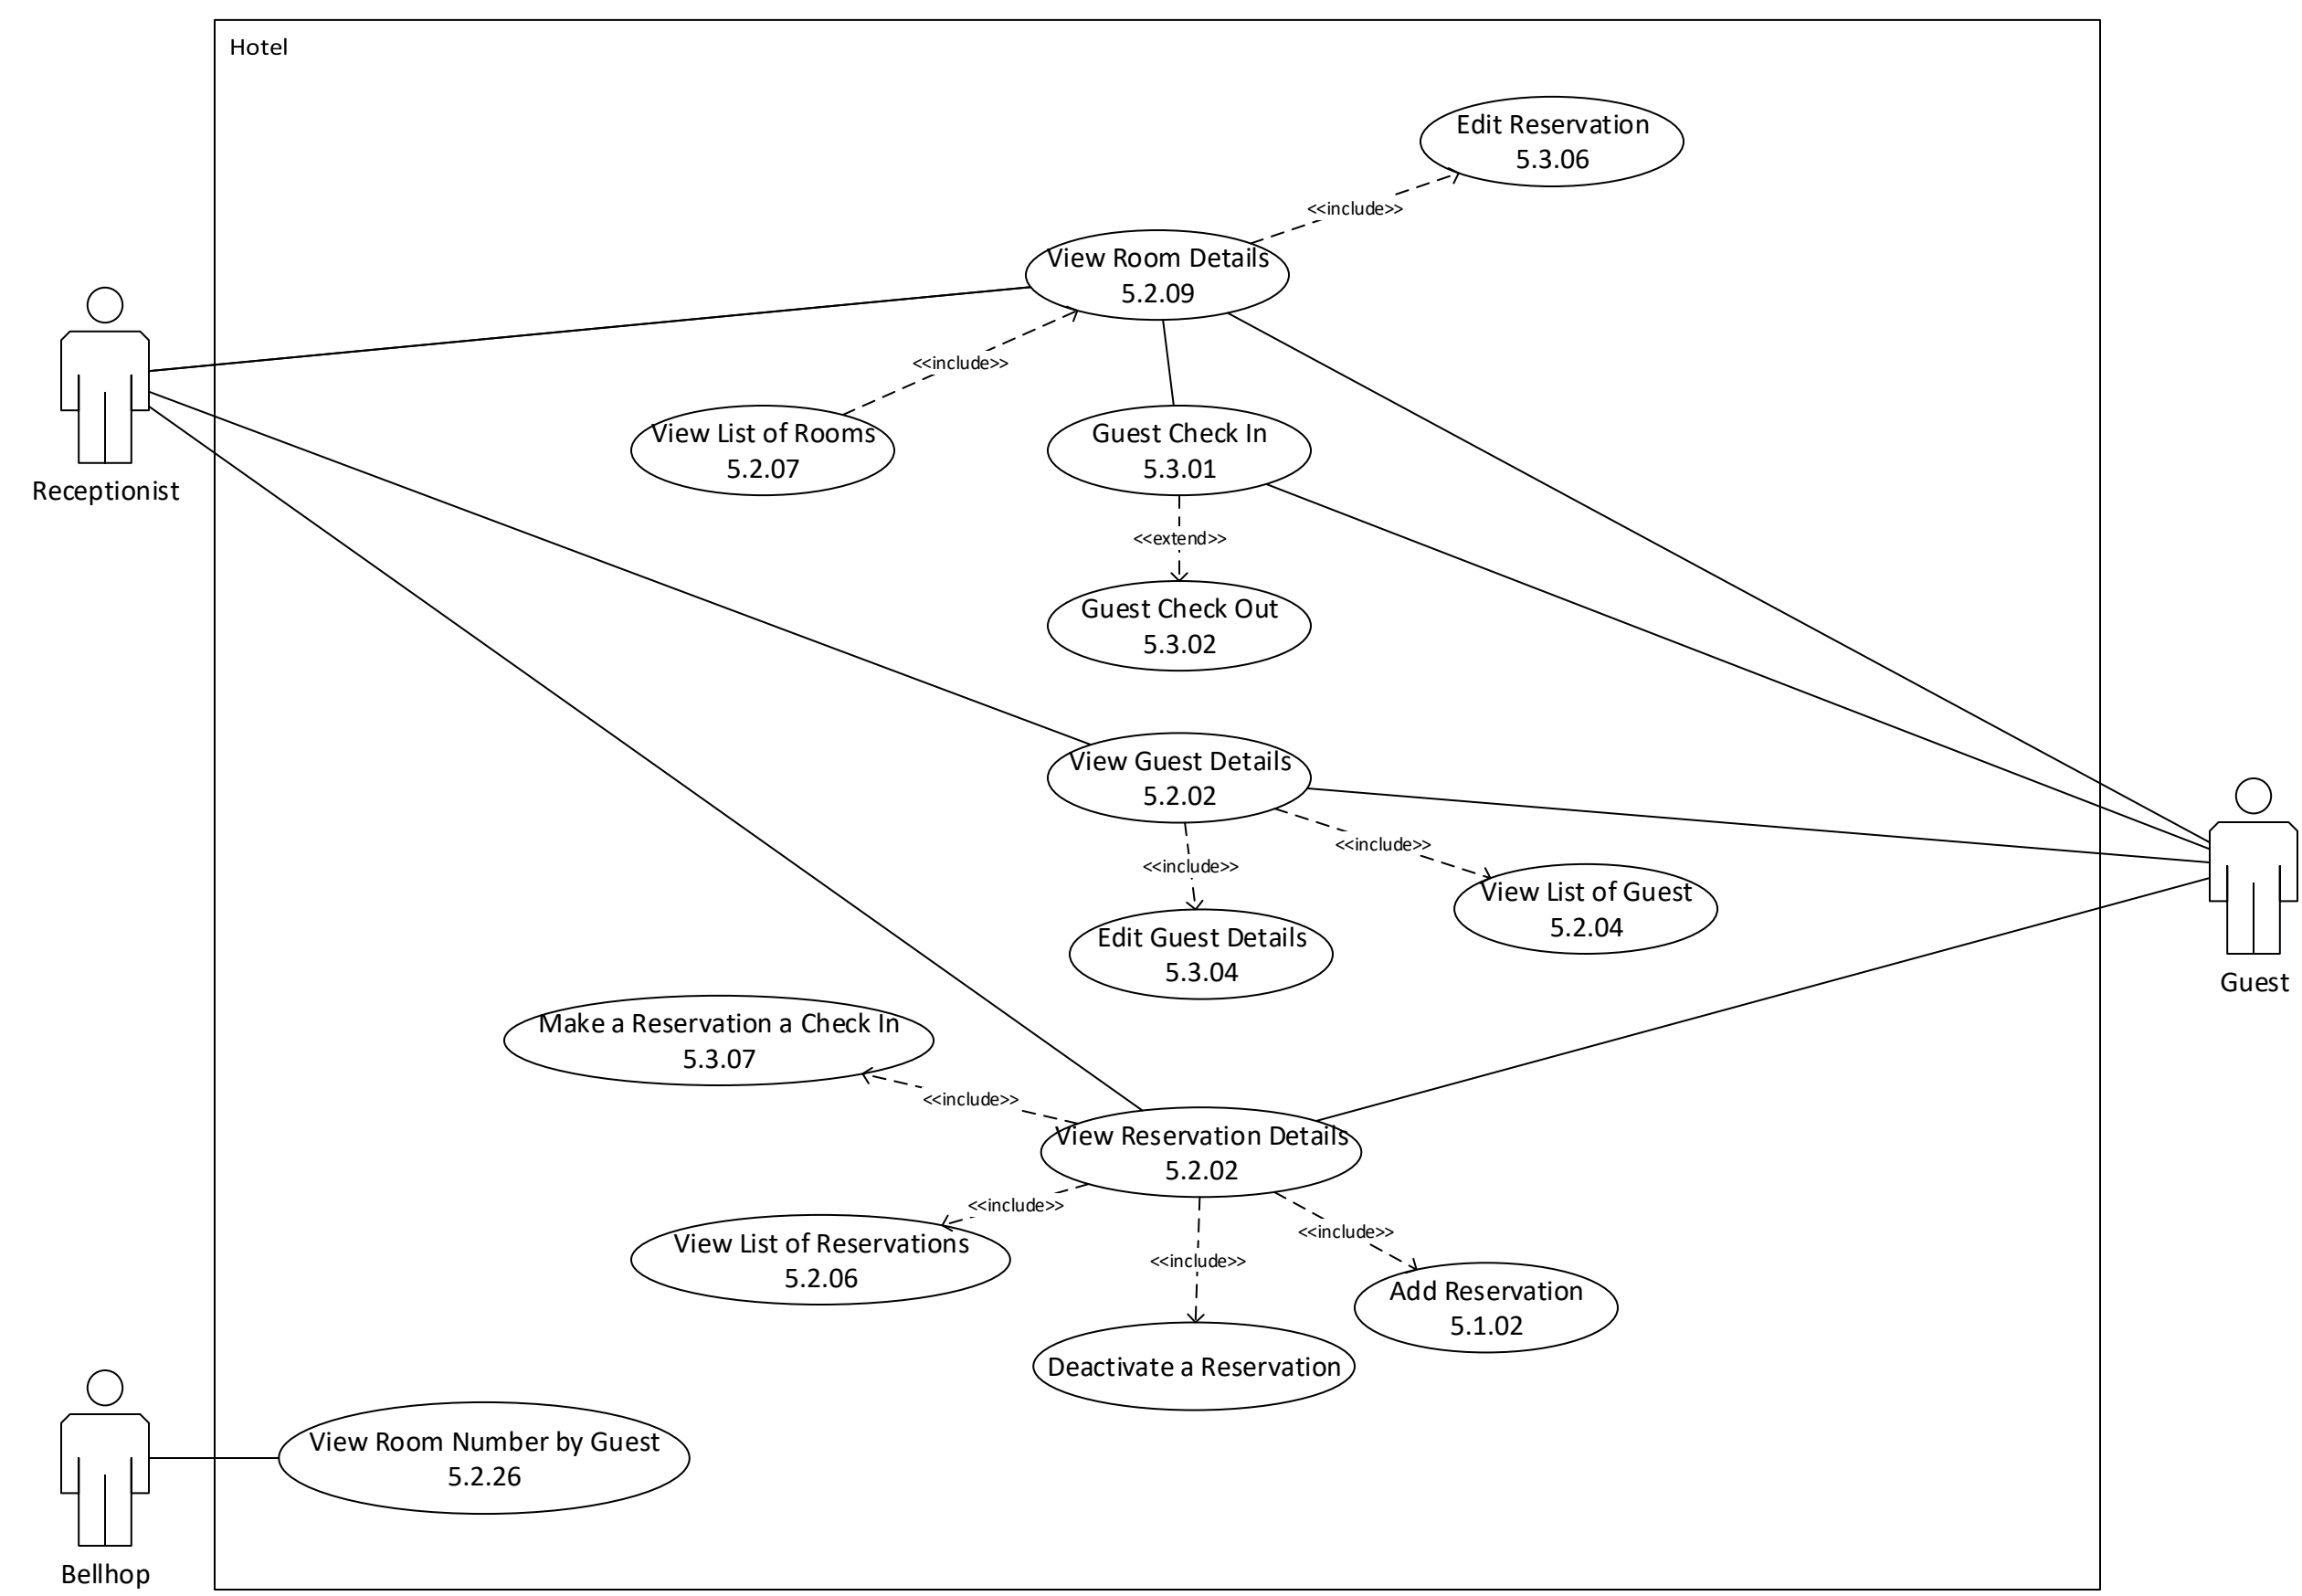 Hotel
Edit Reservation
5.3.06
<<include>>
View Room Details
5.2.09
<<include>>
View List of Rooms
5.2.07
Guest Check In
5.3.01
Receptionist
<<extend>>
Guest Check Out
5.3.02
View Guest Details
5.2.02
<<include>>
<<include>>
View List of Guest
5.2.04
Edit Guest Details
5.3.04
Guest
Make a Reservation a Check In
5.3.07
<<include>>
View Reservation Details
5.2.02
<<include>>
<<include>>
<<include>>
View List of Reservations
5.2.06
Add Reservation
5.1.02
Deactivate a Reservation
View Room Number by Guest
5.2.26
Bellhop